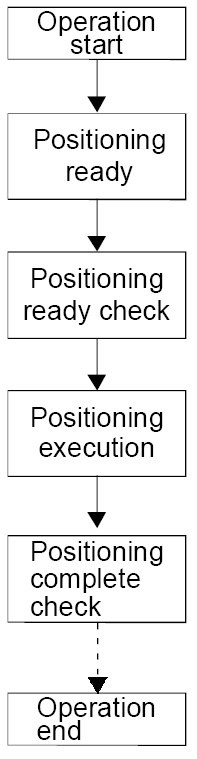 Operation
start
Positioning
ready
Positioning
ready check
Positioning
execution
Positioning
complete
check
Operation
end